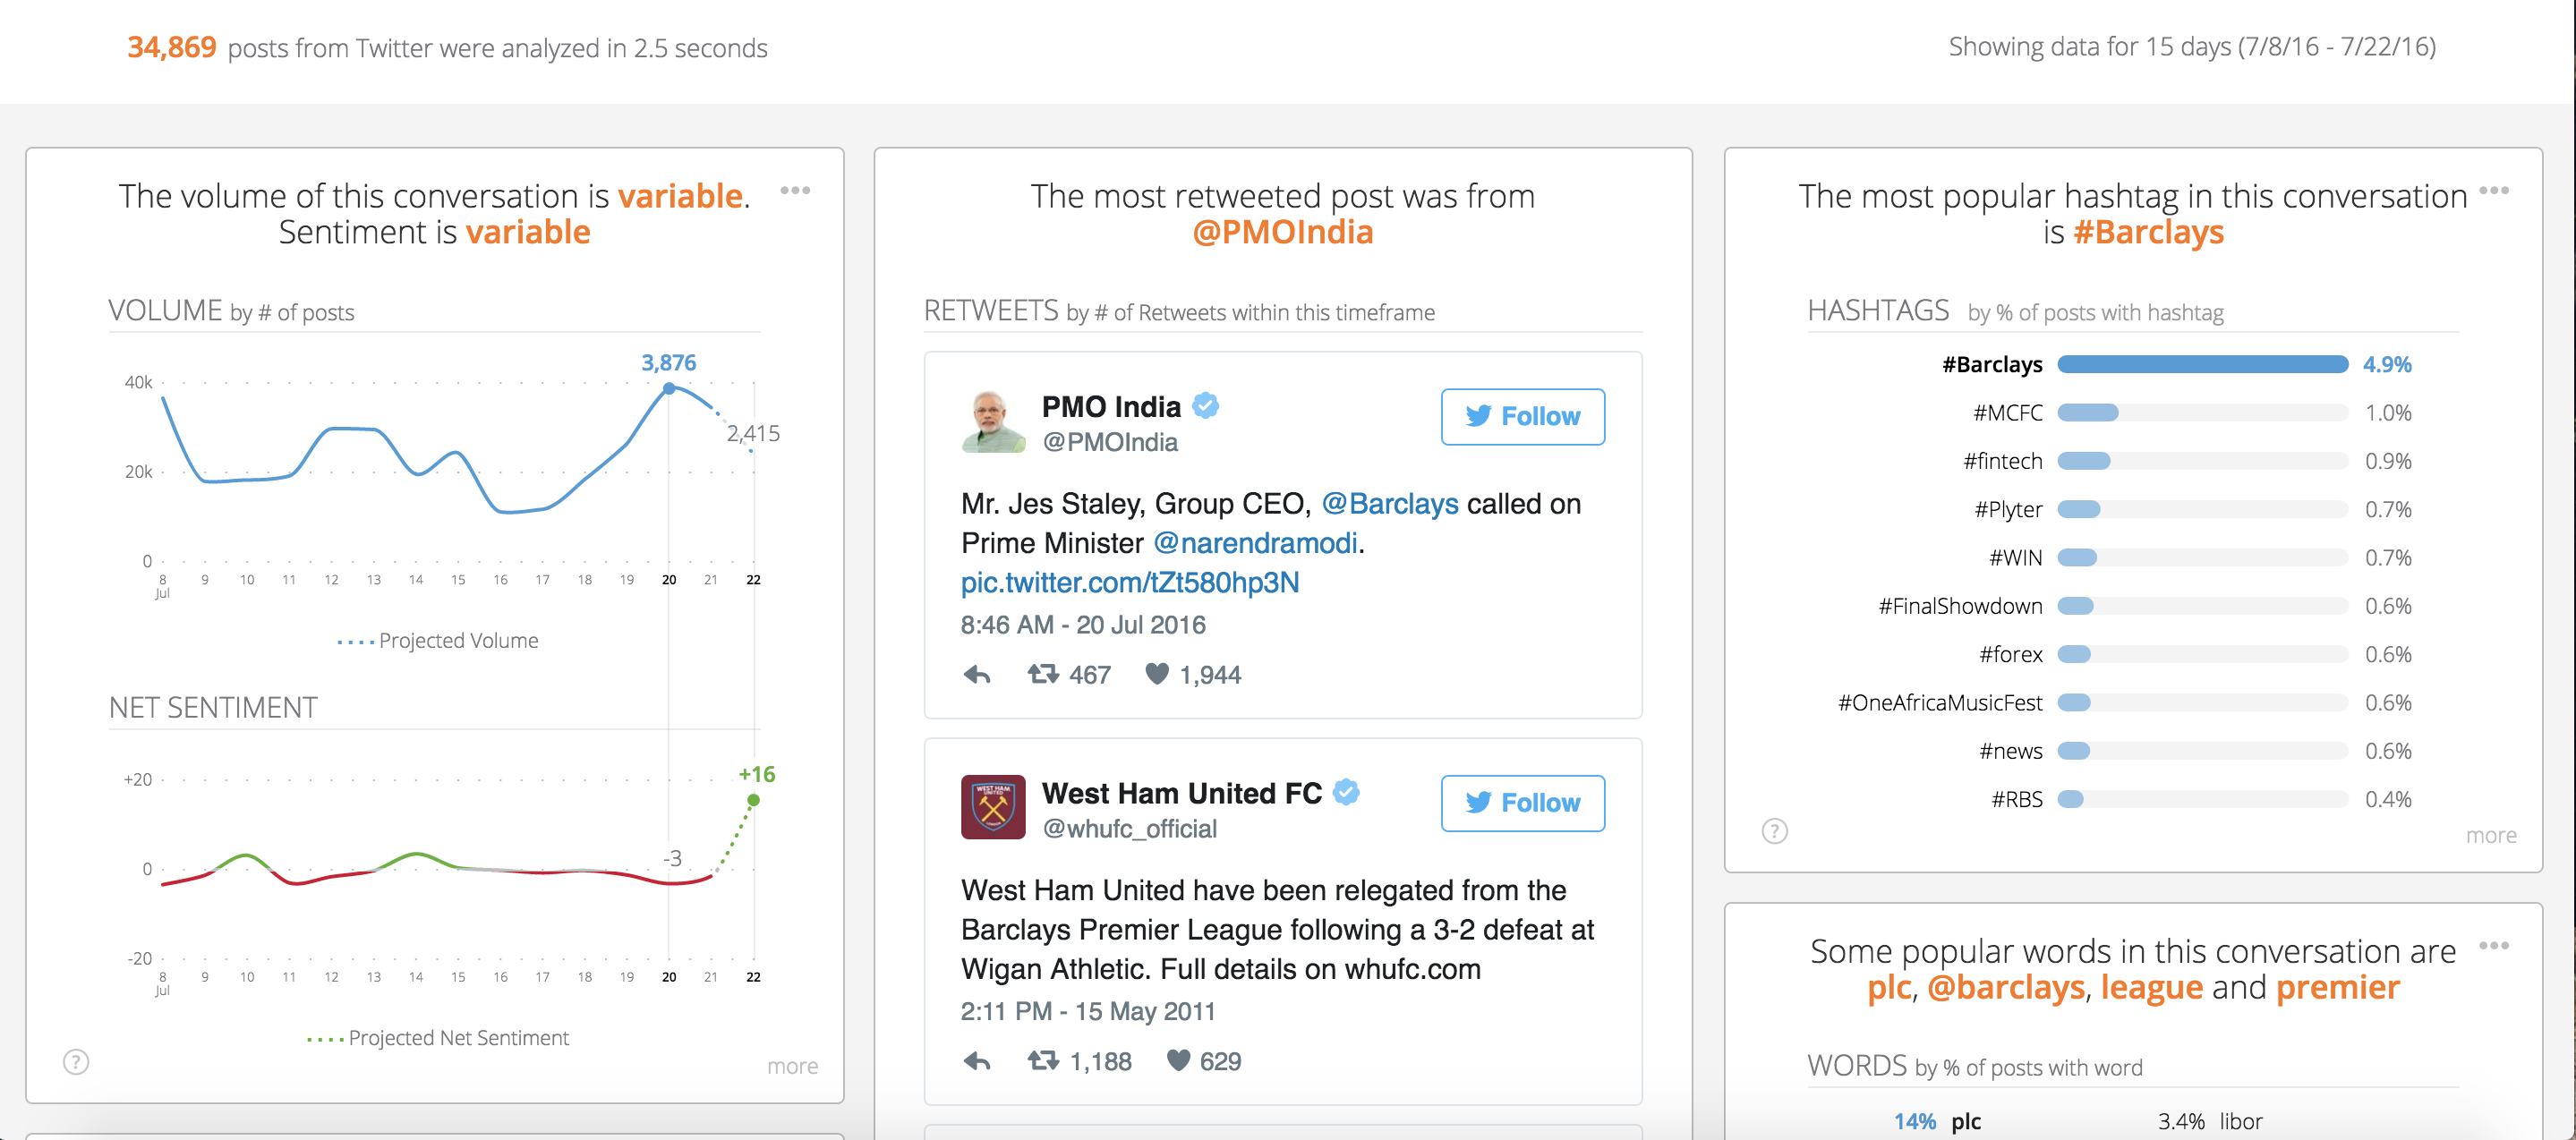 34,869 posts from Twitter were analyzed in 2.5 seconds
Showing data for 15 days (7/8/16 - 7/22/16)
The volume of this conversation is variable.
Sentiment is variable
VOLUME by # of posts
3,876
40k
2,415
20k
0
8 9 10 11 12 13 14 15 16 17 18 19 20 21 22
Jul
Projected Volume
NET SENTIMENT
+16
+20
-3
0
-20
8 9 10 11 12 13 14 15 16 17 18 19 20 21 22
Jul
Projected Net Sentiment
?
more
The most retweeted post was from
@PMOIndia
RETWEETS by # of Retweets within this timeframe
PMO India
@PMOIndia
Follow
Mr. Jes Staley, Group CEO, @Barclays called on
Prime Minister @narendramodi.
pic.twitter.com/tZt580hp3N
8:46 AM - 20 Jul 2016
467 1,944
WEST HAM
UNITED
LONDON
West Ham United FC
@whufc_official
Follow
West Ham United have been relegated from the
Barclays Premier League following a 3-2 defeat at
Wigan Athletic. Full details on whufc.com
2:11 PM - 15 May 2011
1,188 629
The most popular hashtag in this conversation
is #Barclays
HASHTAGS by % of posts with hashtag
#Barclays 4.9%
#MCFC 1.0%
#fintech 0.9%
#Plyter 0.7%
#WIN 0.7%
#FinalShowdown 0.6%
#forex 0.6%
#OneAfricaMusicFest 0.6%
#news 0.6%
#RBS 0.4%
?
more
Some popular words in this conversation are
plc, @barclays, league and premier
WORDS by % of posts with word
14% plc 3.4% libor